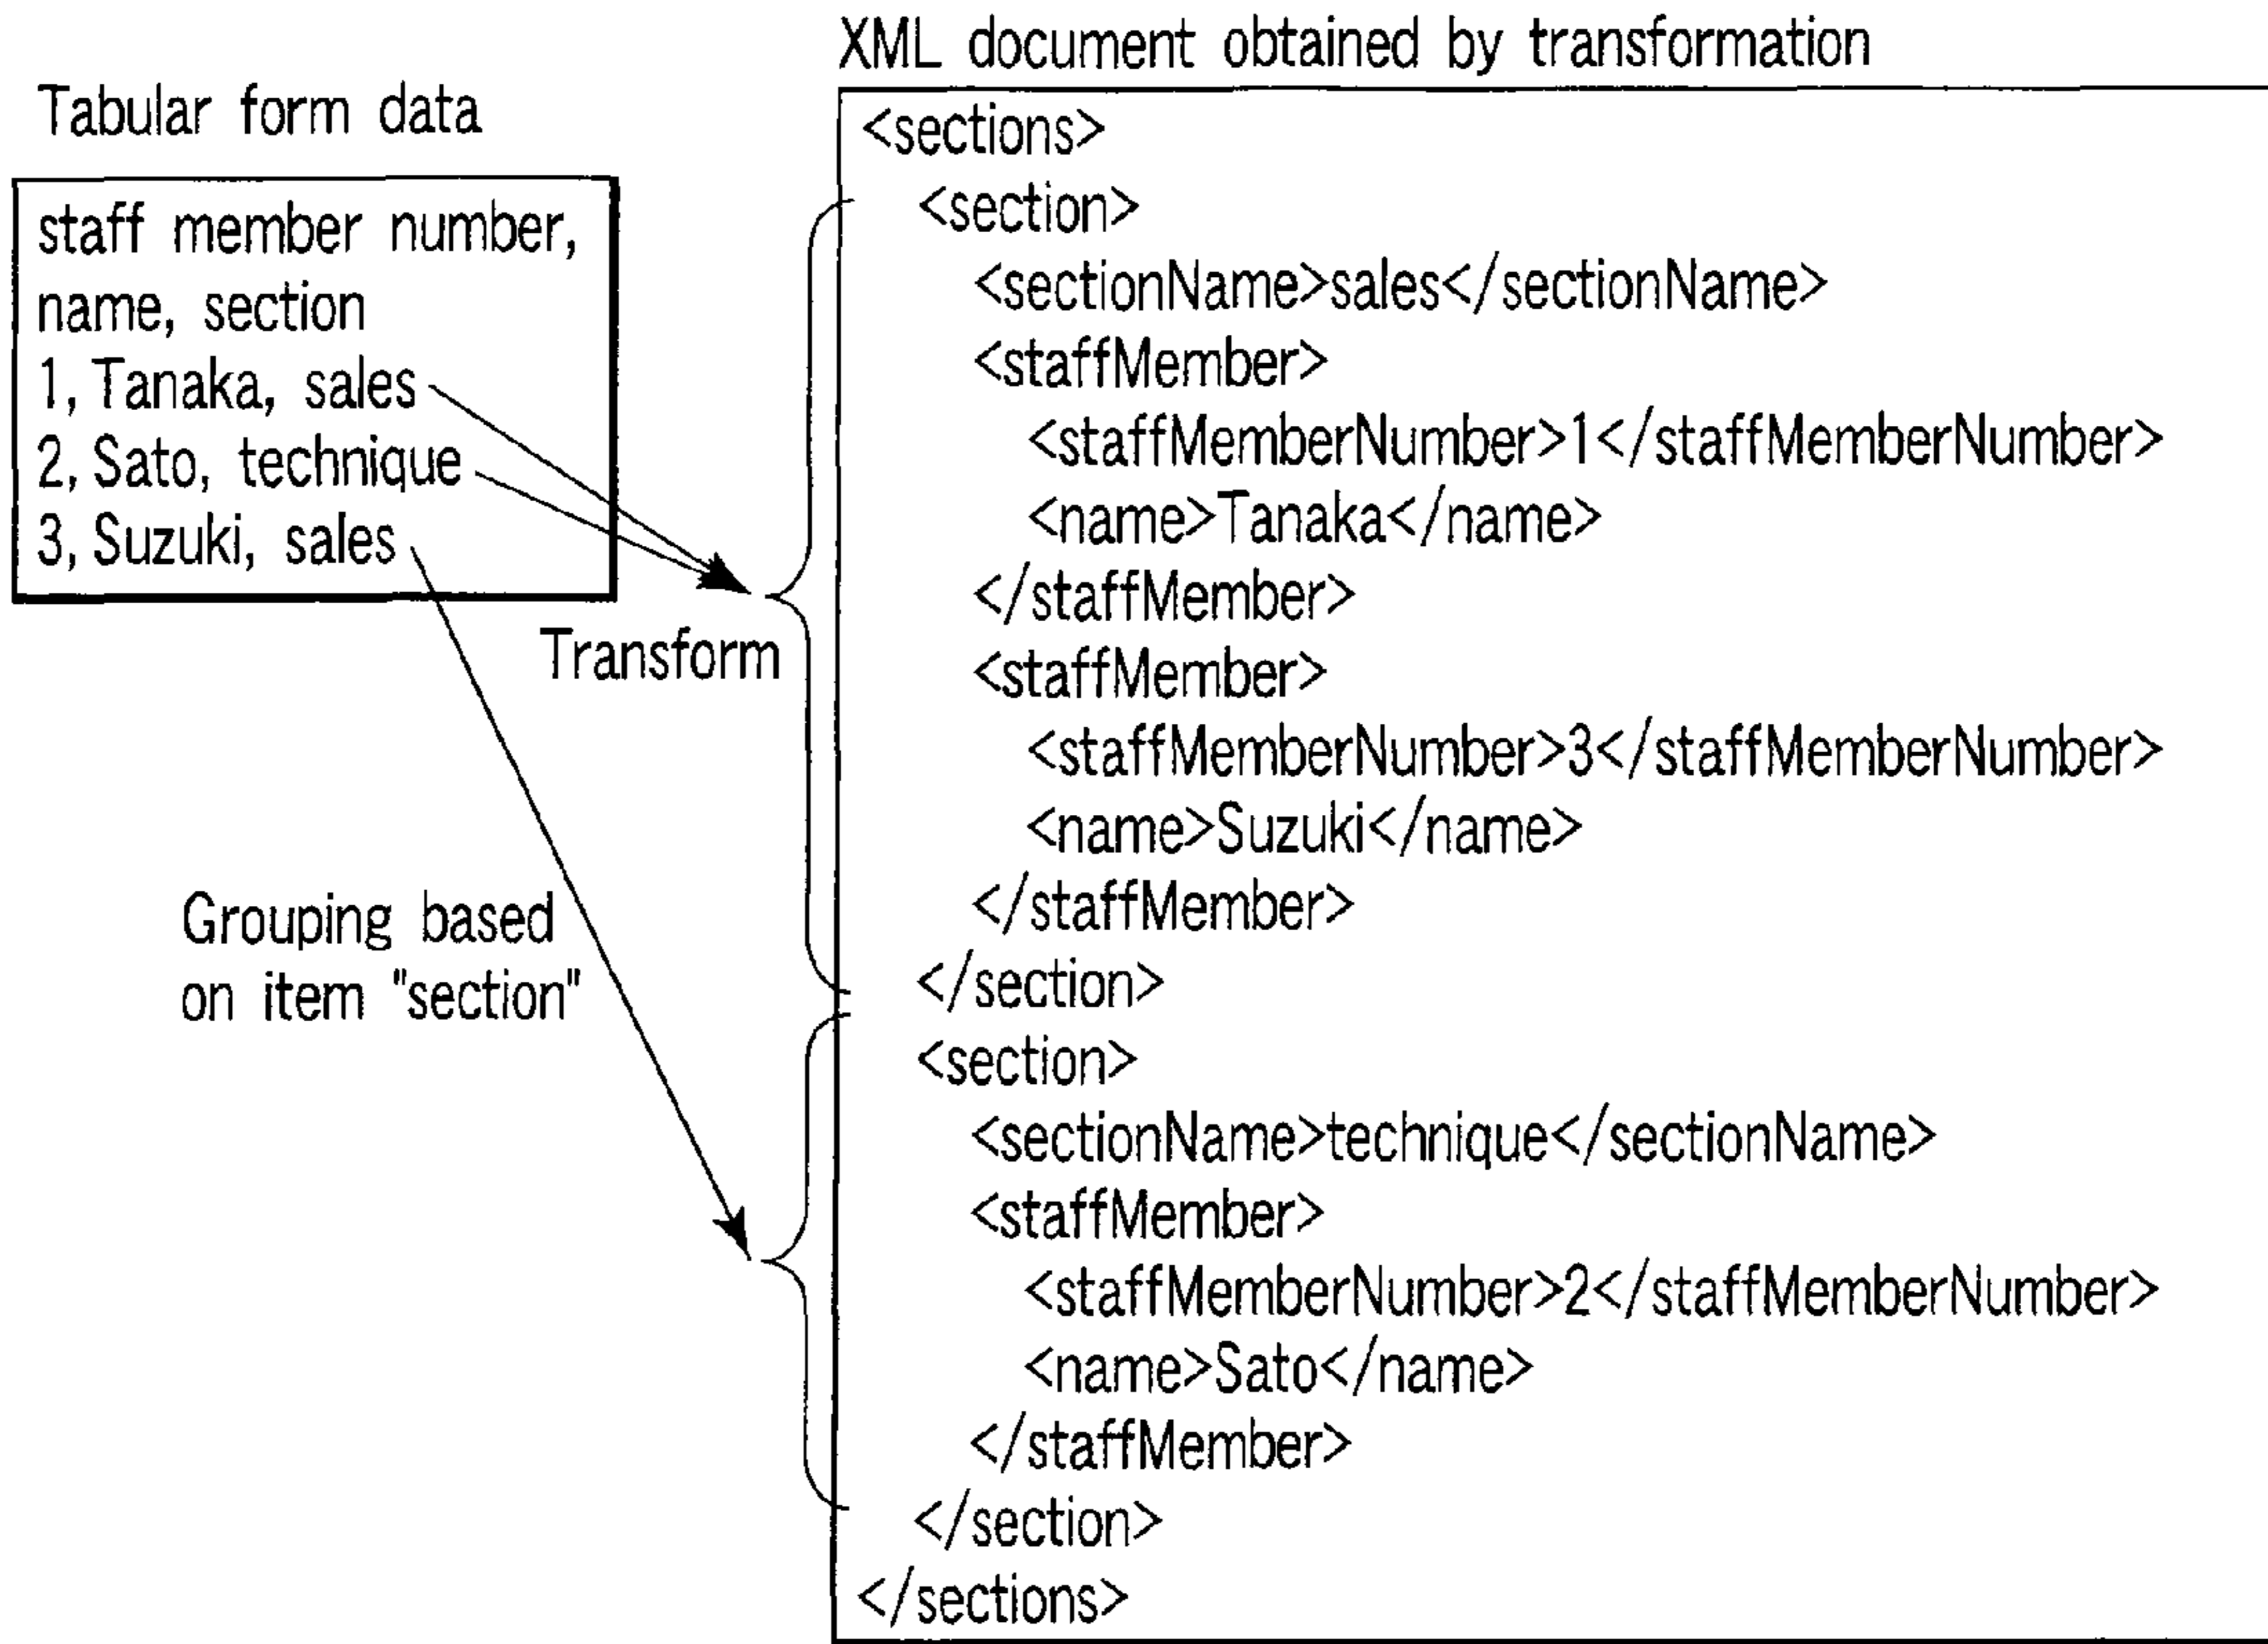 Tabular form data
staff member number,
name, section
1, Tanaka, sales
2, Sato, technique
3, Suzuki, sales
Transform
Grouping based
on item "section"
XML document obtained by transformation
<sections>
<section>
<sectionName>sales</sectionName>
<staffMember>
<staffMemberNumber>1</staffMemberNumber>
<name>Tanaka</name>
</staffMember>
<staffMember>
<staffMemberNumber>3</staffMemberNumber>
<name>Suzuki</name>
</staffMember>
</section>
<section>
<sectionName>technique</sectionName>
<staffMember>
<staffMemberNumber>2</staffMemberNumber>
<name>Sato</name>
</staffMember>
</section>
</sections>